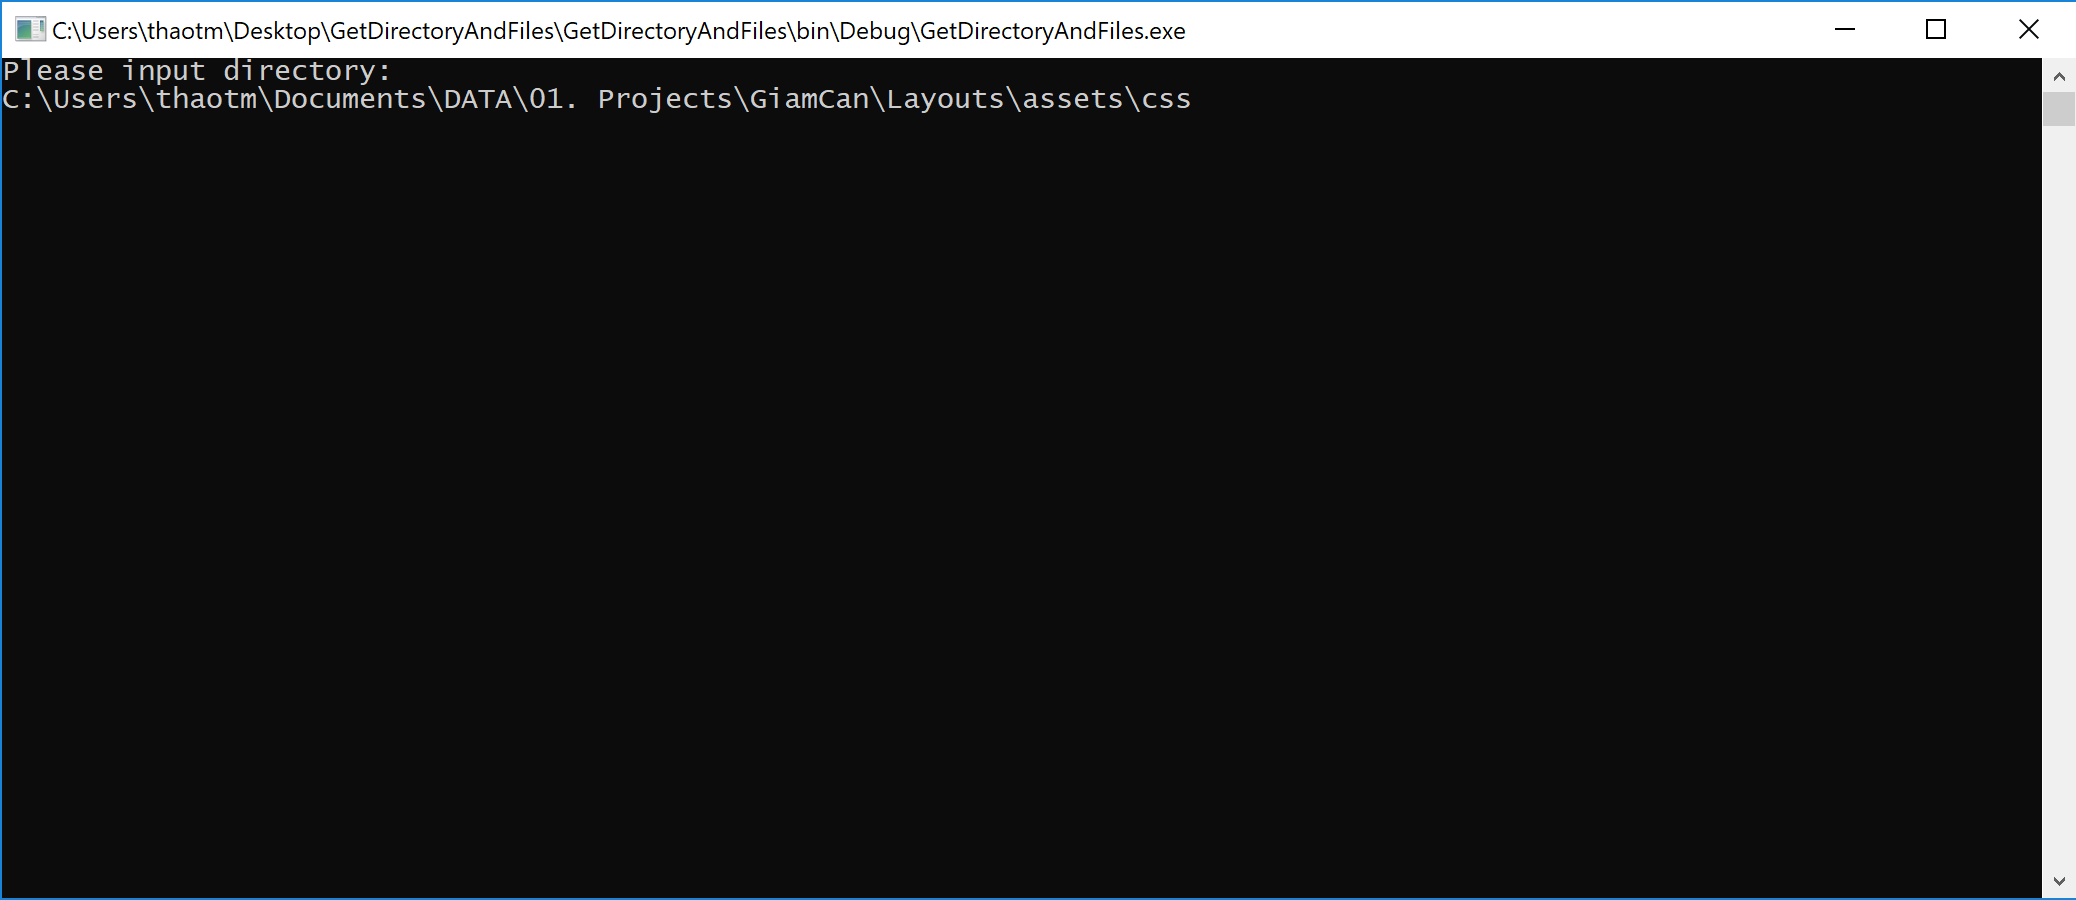 C:\Users\thaotm\Desktop\GetDirectoryAndFiles\GetDirectoryAndFiles\bin\Debug\GetDirectoryAndFiles.exe
Please input directory:
C:\Users\thaotm\Documents\DATA\01. Projects\GiamCan\Layouts\assets\css